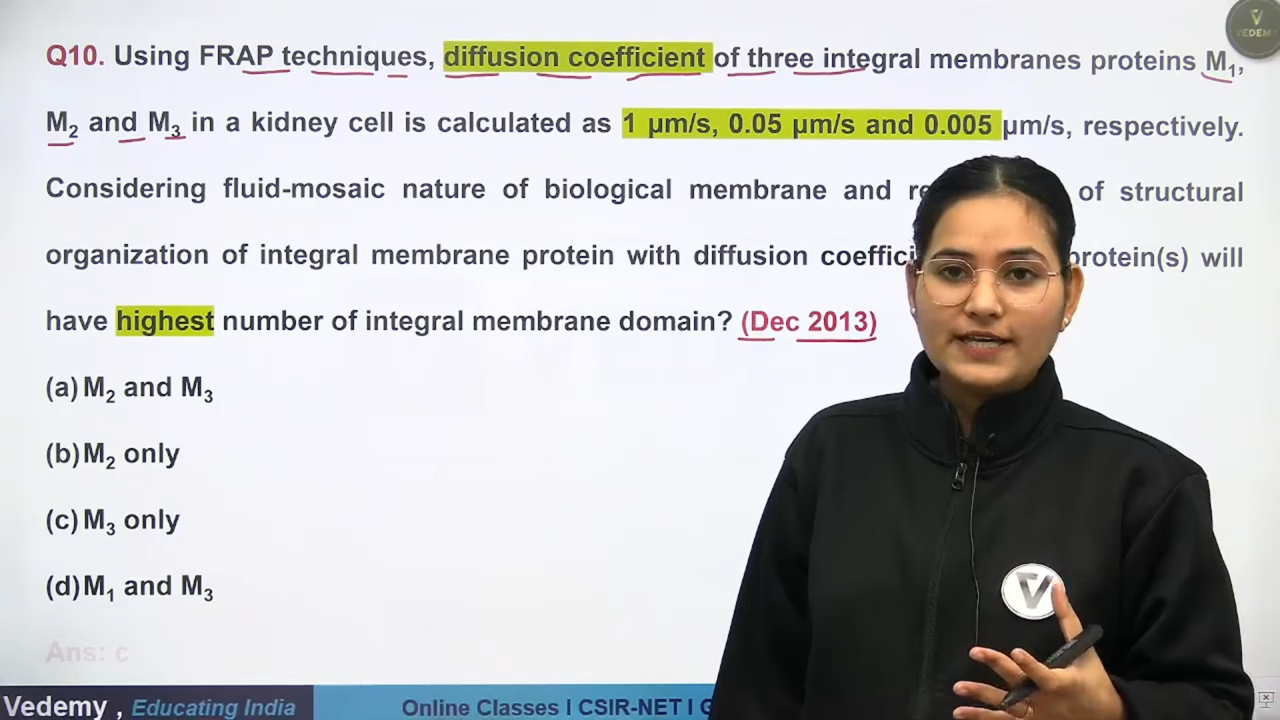 Q10. Using FRAP techniques, diffusion coefficient of three integral membranes proteins M₁,
M₂ and M₃ in a kidney cell is calculated as 1 μm/s, 0.05 μm/s and 0.005 μm/s, respectively.
Considering fluid-mosaic nature of biological membrane and of structural
organization of integral membrane protein with diffusion protein(s) will
have highest number of integral membrane domain? (Dec 2013)
(a) M₂ and M₃
(b) M₂ only
(c) M₃ only
(d) M₁ and M₃
Ans: c
Vedemy , Educating India
Online Classes I CSIR-NET I
V
VEDEMY